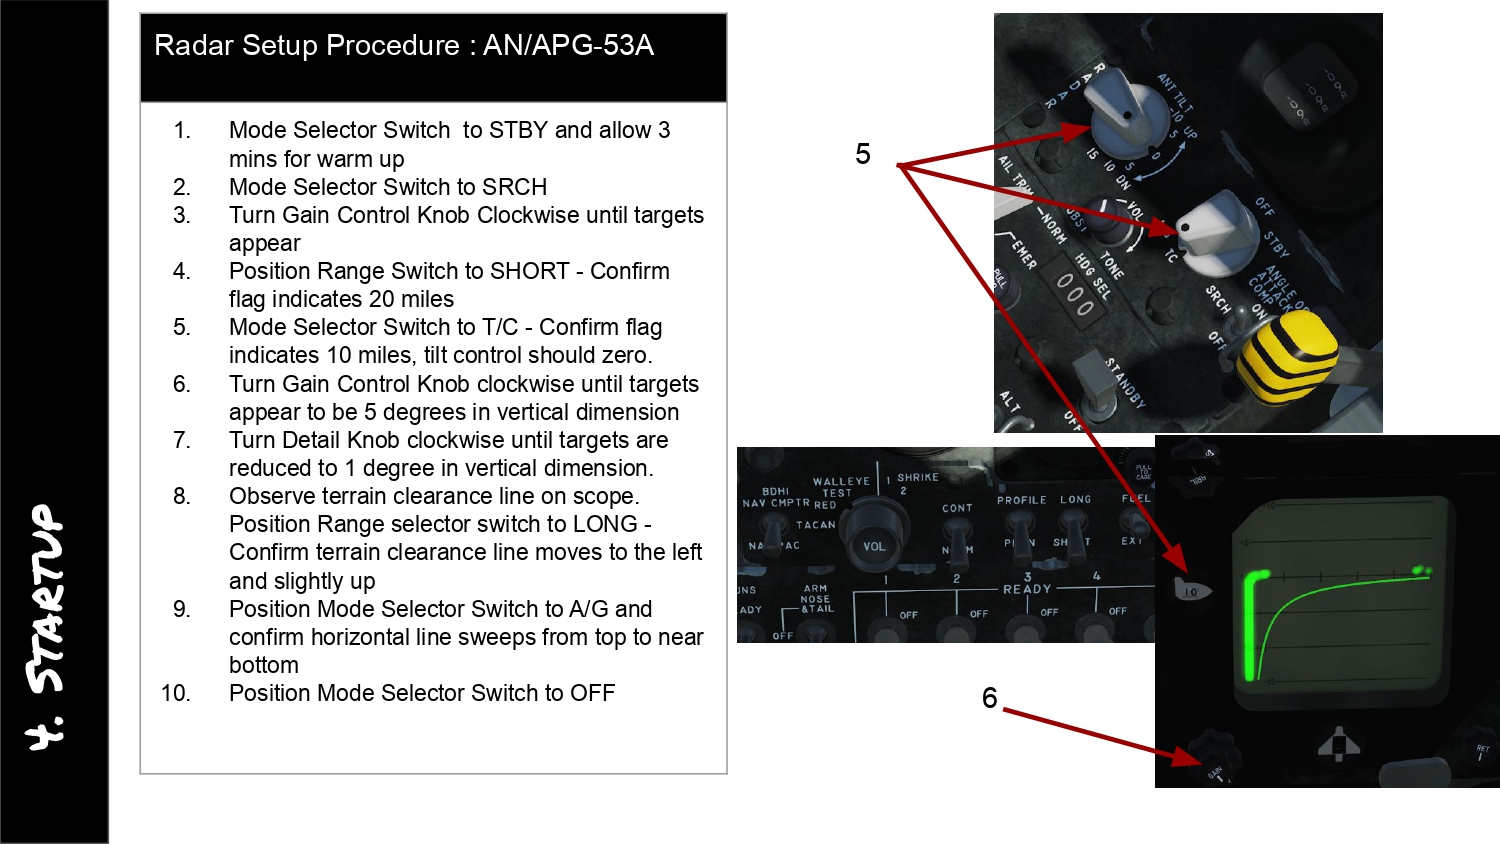 4. STARTUP
Radar Setup Procedure : AN/APG-53A
1. Mode Selector Switch  to STBY and allow 3
mins for warm up
2. Mode Selector Switch to SRCH
3. Turn Gain Control Knob Clockwise until targets
appear
4. Position Range Switch to SHORT - Confirm
flag indicates 20 miles
5. Mode Selector Switch to T/C - Confirm flag
indicates 10 miles, tilt control should zero.
6. Turn Gain Control Knob clockwise until targets
appear to be 5 degrees in vertical dimension
7. Turn Detail Knob clockwise until targets are
reduced to 1 degree in vertical dimension.
8. Observe terrain clearance line on scope.
Position Range selector switch to LONG -
Confirm terrain clearance line moves to the left
and slightly up
9. Position Mode Selector Switch to A/G and
confirm horizontal line sweeps from top to near
bottom
10. Position Mode Selector Switch to OFF
5
RADAR
ANT TILT
-10 UP
5
0
5
10 DN
15
AIL TRIM
NORM
EMER
VOL
TONE
HDG SEL
000
OFF
STBY
SRCH
TC
ANGLE OF
ATTACK
COMP
ON
OFF
PULL
STANDBY
OFF
ALT
WALLEYE
TEST
RED
1 SHRIKE
2
BDHI
NAV CMPTR
TACAN
VOL
CONT
PROFILE
LONG
FUEL
EXT
PULL
TO
CAGE
1
2
3
4
READY
ARM
NOSE
&TAIL
OFF
OFF
OFF
OFF
OFF
10
6
GAIN
RET